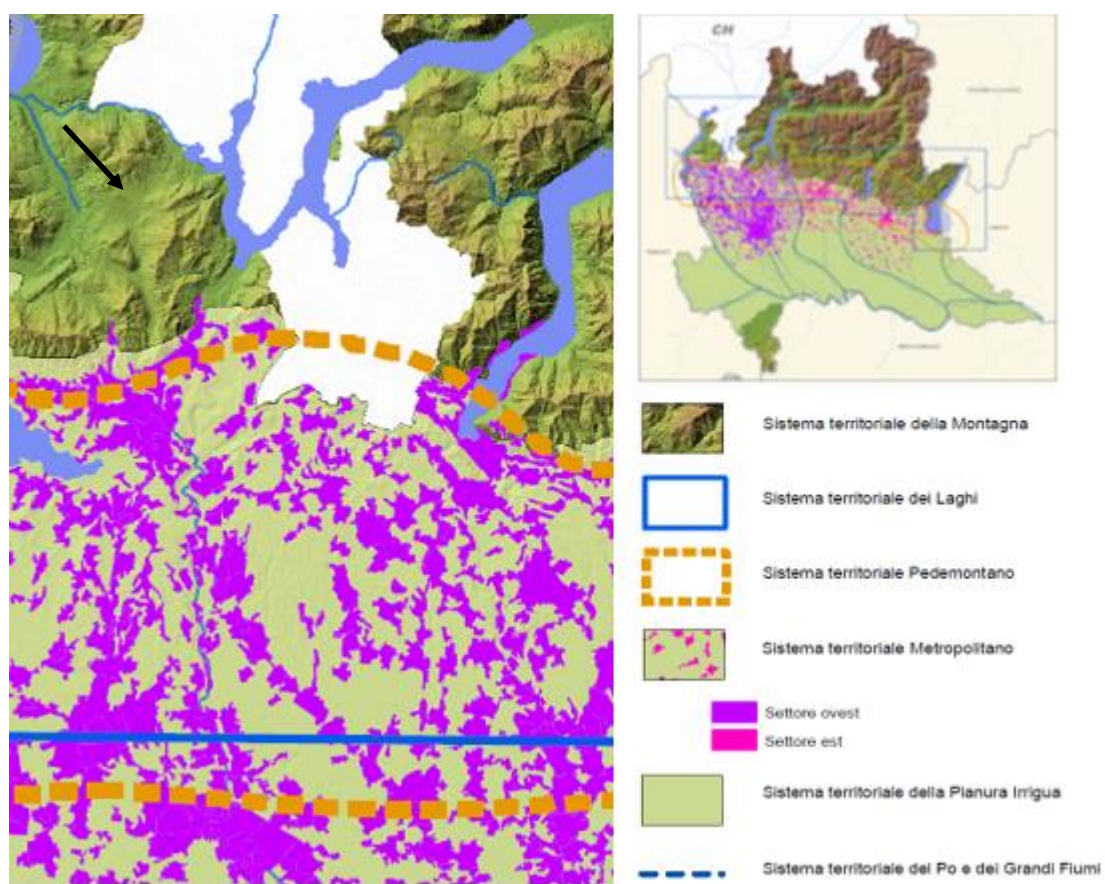 CH
Sistema territoriale della Montagna
Sistema territoriale dei Laghi
Sistema territoriale Pedemontano
Sistema territoriale Metropolitano
Settore ovest
Settore est
Sistema territoriale della Pianura Irrigua
Sistema territoriale del Po e dei Grandi Fiumi